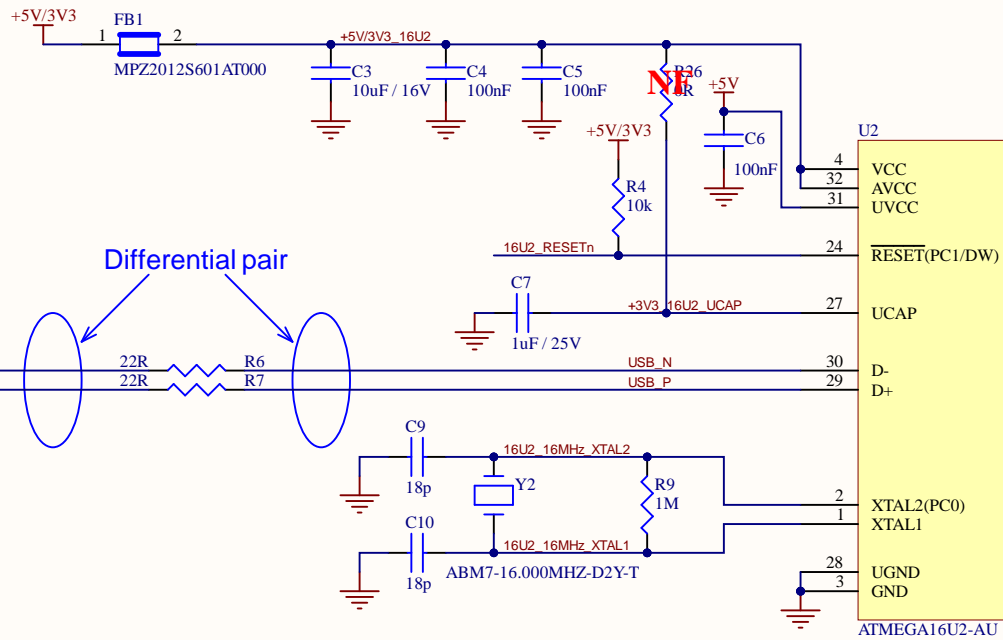 +5V/3V3
FB1
1
2
MPZ2012S601AT000
+5V/3V3_16U2
C3
10uF / 16V
C4
100nF
C5
100nF
R26
0R
NF
+5V
C6
100nF
+5V/3V3
R4
10k
U2
4 VCC
32 AVCC
31 UVCC
16U2_RESETn
24 RESET(PC1/DW)
Differential pair
C7
1uF / 25V
+3V3_16U2_UCAP
27 UCAP
22R R6
USB_N
30 D-
22R R7
USB_P
29 D+
C9
18p
16U2_16MHz_XTAL2
Y2
R9
1M
2 XTAL2(PC0)
1 XTAL1
C10
18p
16U2_16MHz_XTAL1
ABM7-16.000MHZ-D2Y-T
28 UGND
3 GND
ATMEGA16U2-AU